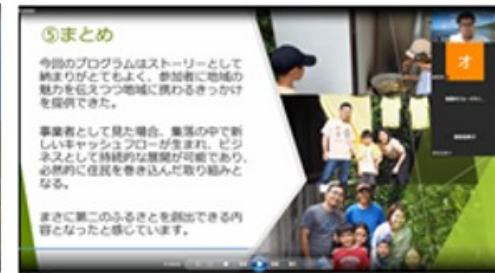 ⑤まとめ
今回のプログラムはストーリーとして
納まりがとてもよく、参加者に地域の
魅力を伝えつつ地域に携わるきっかけ
を提供できた。
事業者として見た場合、集落の中で新
しいキャッシュフローが生まれ、ビジ
ネスとして持続的な展開が可能であり、
必然的に住民を巻き込んだ取り組みと
なる。
まさに第二のふるさとを創出できる内
容となったと感じています。
オ